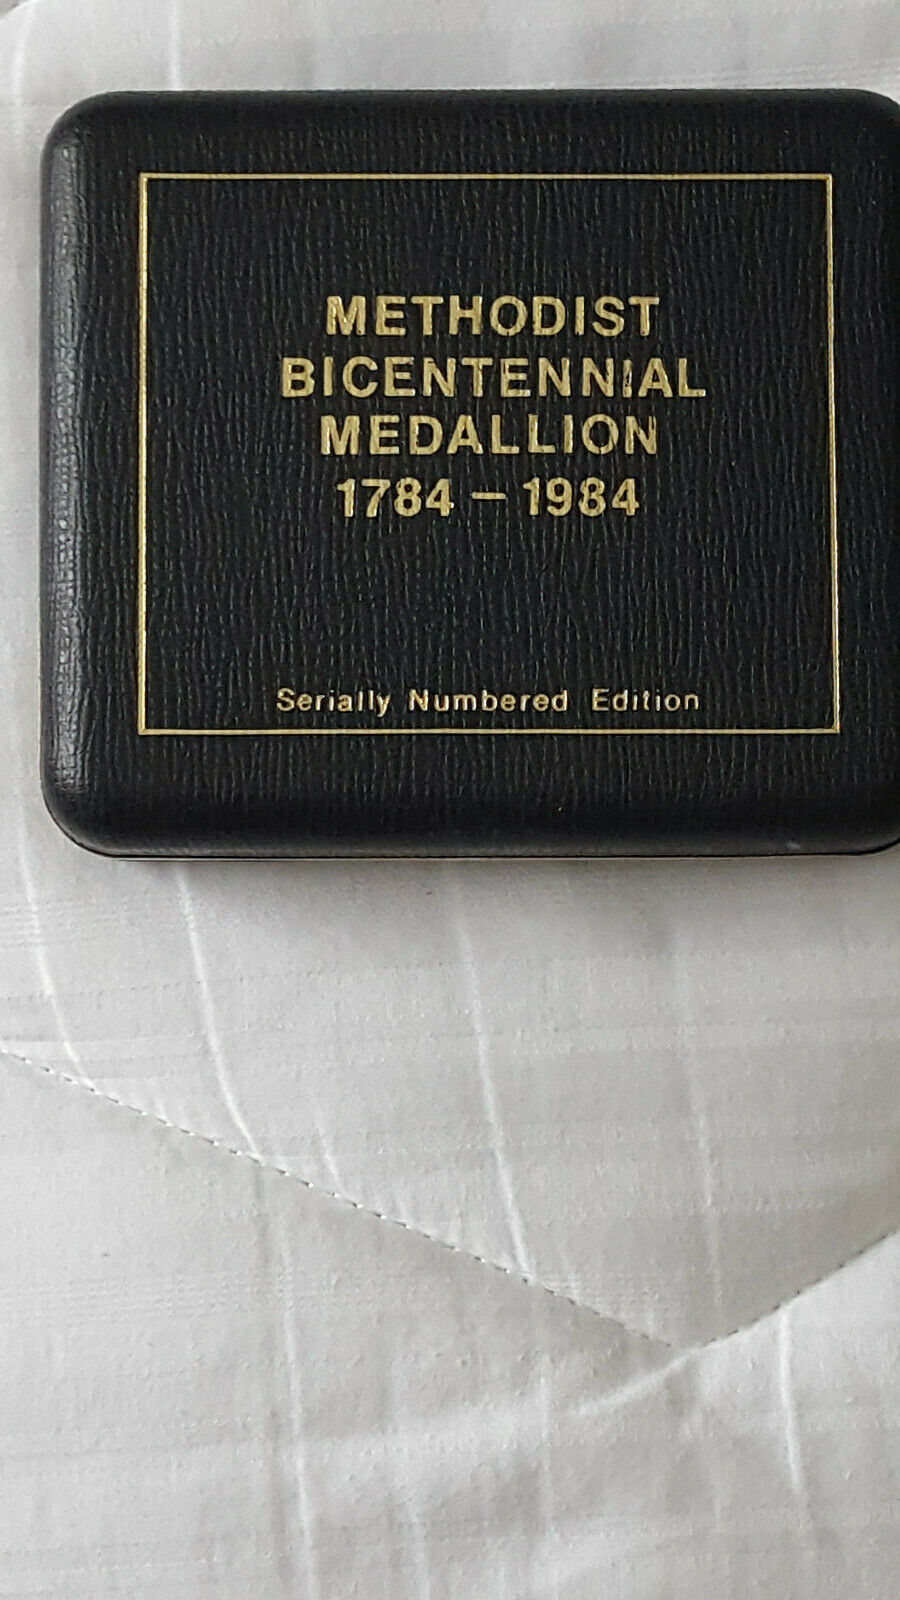 METHODIST
BICENTENNIAL
MEDALLION
1784 – 1984
Serially Numbered Edition